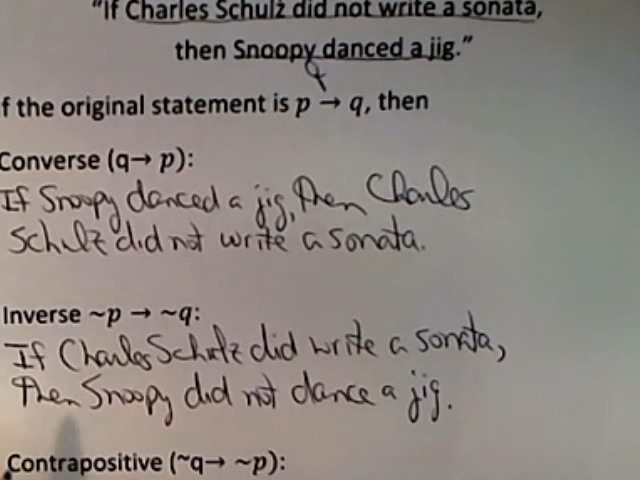 "If Charles Schulz did not write a sonata,
then Snoopy danced a jig."
q
f the original statement is p → q, then
Converse (q→ p):
If Snoopy danced a jig, then Charles
Schulz did not write a sonata.
Inverse ~p → ~q:
If Charles Schulz did write a sonata,
then Snoopy did not dance a jig.
Contrapositive (~q→ ~p):